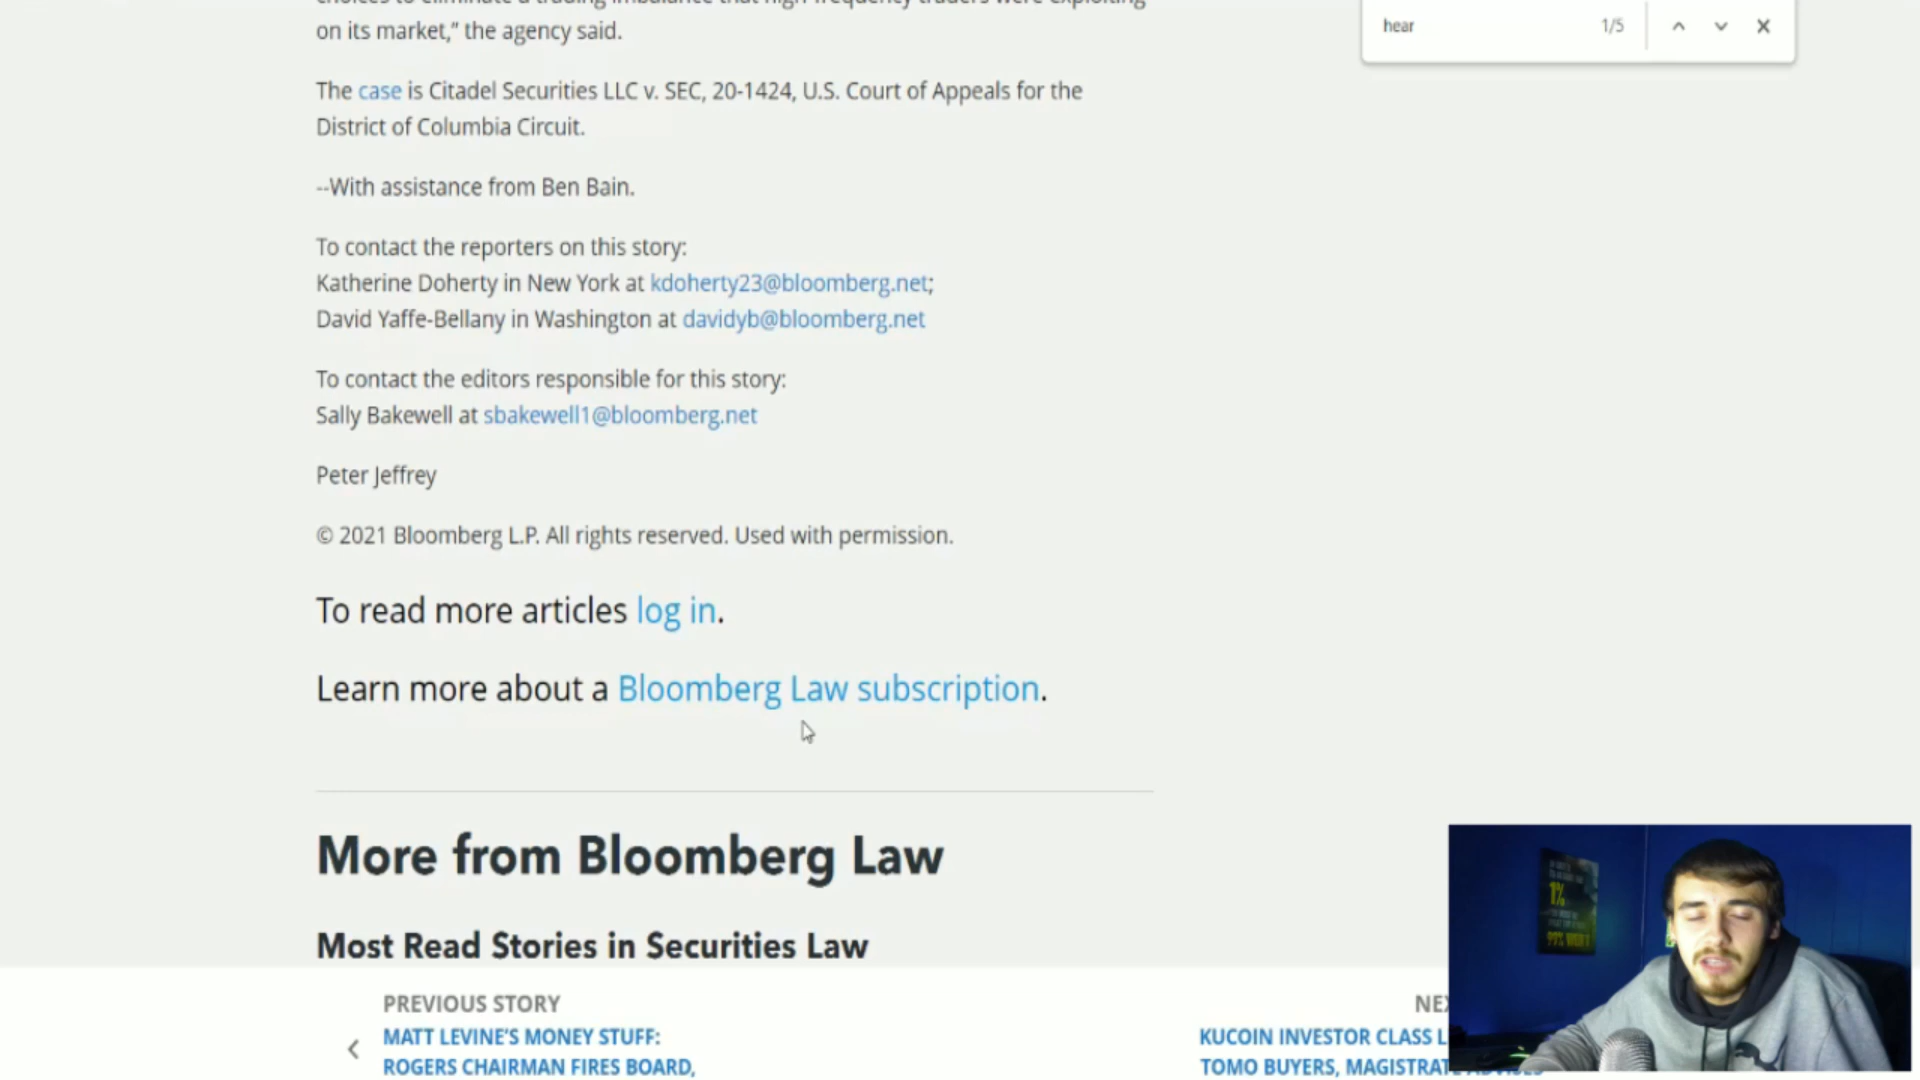 on its market,” the agency said.
hear 1/5
The case is Citadel Securities LLC v. SEC, 20-1424, U.S. Court of Appeals for the
District of Columbia Circuit.
--With assistance from Ben Bain.
To contact the reporters on this story:
Katherine Doherty in New York at kdoherty23@bloomberg.net;
David Yaffe-Bellany in Washington at davidyb@bloomberg.net
To contact the editors responsible for this story:
Sally Bakewell at sbakewell1@bloomberg.net
Peter Jeffrey
© 2021 Bloomberg L.P. All rights reserved. Used with permission.
To read more articles log in.
Learn more about a Bloomberg Law subscription.
More from Bloomberg Law
Most Read Stories in Securities Law
PREVIOUS STORY
MATT LEVINE’S MONEY STUFF:
ROGERS CHAIRMAN FIRES BOARD,
KUCOIN INVESTOR CLASS
TOMO BUYERS,
1%